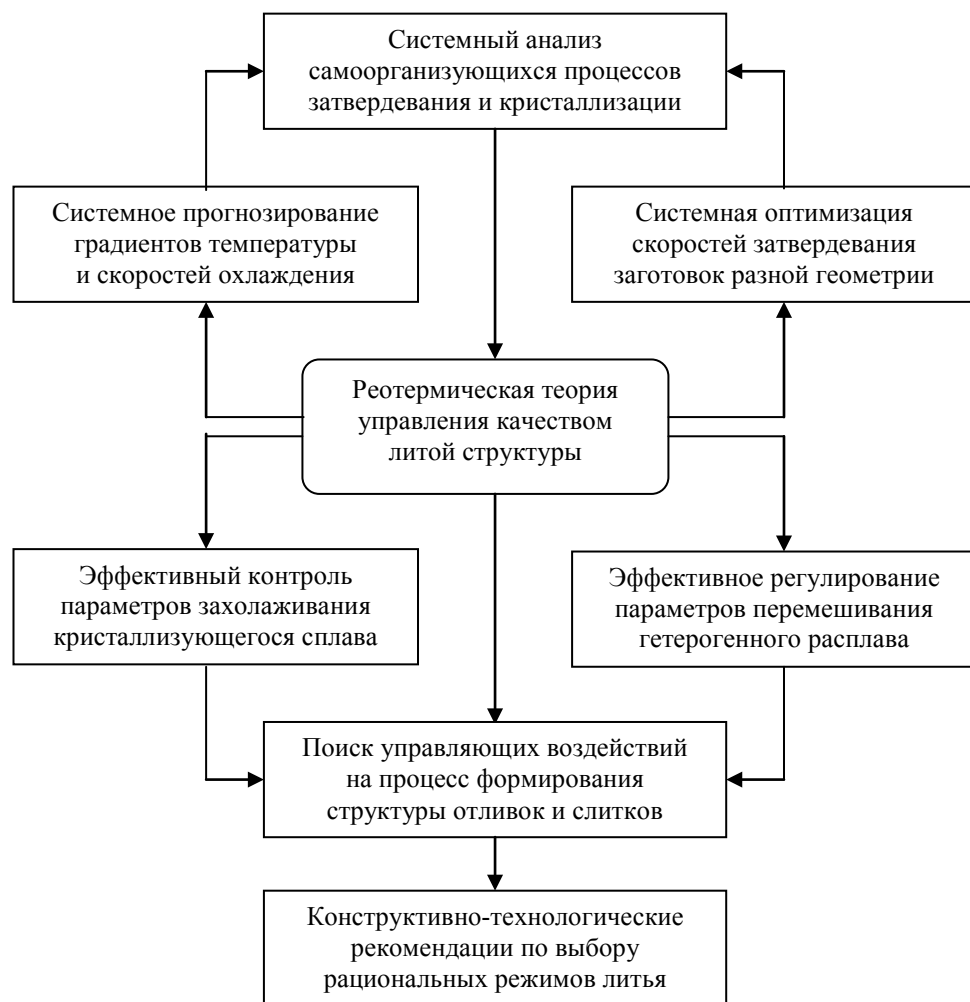 Системный анализ
самоорганизующихся процессов
затвердевания и кристаллизации
Системное прогнозирование
градиентов температуры
и скоростей охлаждения
Системная оптимизация
скоростей затвердевания
заготовок разной геометрии
Реотермическая теория
управления качеством
литой структуры
Эффективный контроль
параметров захолаживания
кристаллизующегося сплава
Эффективное регулирование
параметров перемешивания
гетерогенного расплава
Поиск управляющих воздействий
на процесс формирования
структуры отливок и слитков
Конструктивно-технологические
рекомендации по выбору
рациональных режимов литья